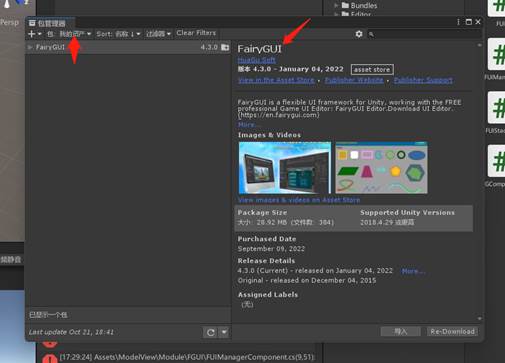 Persp
Bundles
Editor
包管理器
+ 包: 我的资产 Sort: 名称 ↓ 过滤器 Clear Filters
FairyGUI 4.3.0
FairyGUI
HuaGu Soft
版本 4.3.0 - January 04, 2022 asset store
View in the Asset Store • Publisher Website • Publisher Support
FairyGUI is a flexible UI framework for Unity, working with the FREE
professional Game UI Editor: FairyGUI Editor.Download UI Editor.
(https://en.fairygui.com)
More...
Images & Videos
View images & videos on Asset Store
Package Size Supported Unity Versions
大小: 28.92 MB (文件数: 384) 2018.4.29 或更高
Purchased Date
September 09, 2022
Release Details
4.3.0 (Current) - released on January 04, 2022 More...
Original - released on December 04, 2015
Assigned Labels
(无)
已显示一个包
Last update Oct 21, 18:41
导入 Re-Download
#
FUIMan
#
FUIStac
#
GCompo
频静音
[17:29:24] Assets\ModelView\Module\FGUI\FUIManagerComponent.cs(9,51):